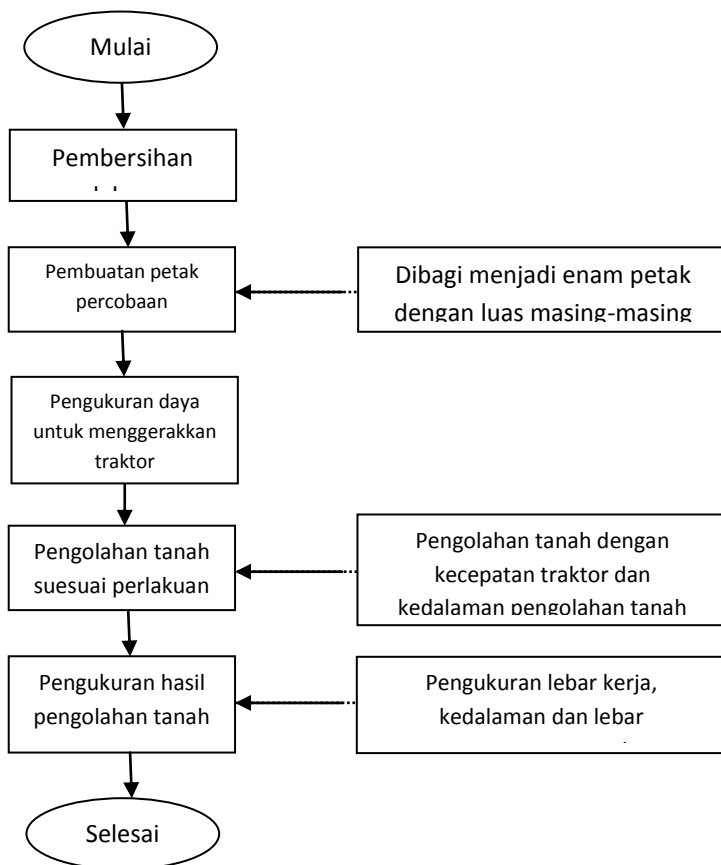 Mulai
Pembersihan
Pembuatan petak
percobaan
Dibagi menjadi enam petak
dengan luas masing-masing
Pengukuran daya
untuk menggerakkan
traktor
Pengolahan tanah
suesuai perlakuan
Pengolahan tanah dengan
kecepatan traktor dan
kedalaman pengolahan tanah
Pengukuran hasil
pengolahan tanah
Pengukuran lebar kerja,
kedalaman dan lebar
Selesai